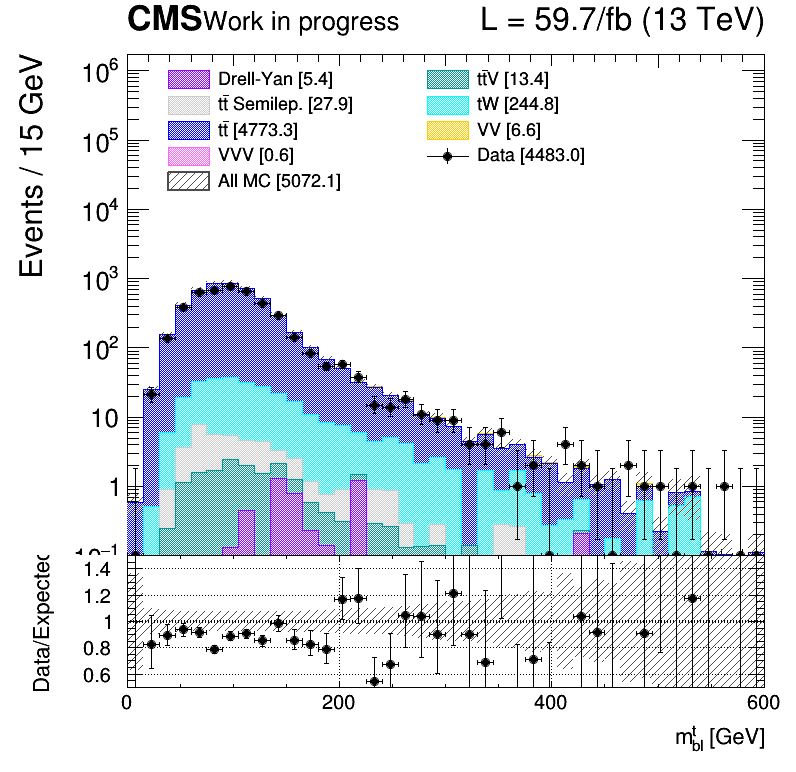 CMS Work in progress L = 59.7/fb (13 TeV)
Events / 15 GeV
10⁶
10⁵
10⁴
10³
10²
10
1
10⁻¹
Drell-Yan [5.4]
tt̄ Semilep. [27.9]
tt̄ [4773.3]
VVV [0.6]
All MC [5072.1]
tt̄V [13.4]
tW [244.8]
VV [6.6]
Data [4483.0]
Data/Expected
1.4
1.2
1
0.8
0.6
0 200 400 600
m_bl^t [GeV]